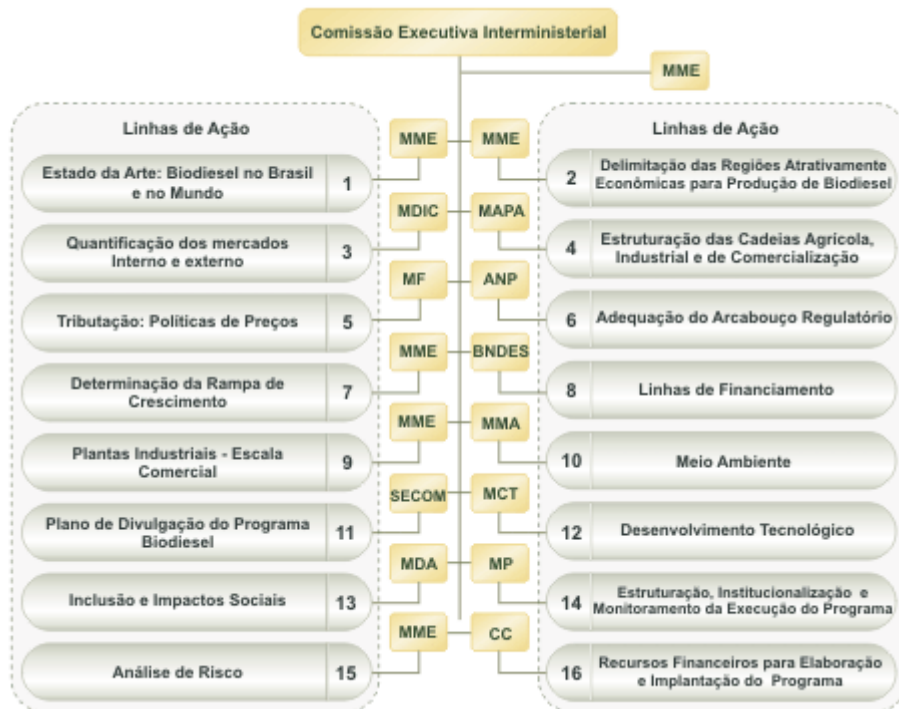 Comissão Executiva Interministerial
MME
Linhas de Ação
Linhas de Ação
MME
MME
Estado da Arte: Biodiesel no Brasil
e no Mundo
1
2
Delimitação das Regiões Atrativamente
Econômicas para Produção de Biodiesel
MDIC
MAPA
Quantificação dos mercados
Interno e externo
3
4
Estruturação das Cadeias Agrícola,
Industrial e de Comercialização
MF
ANP
Tributação: Políticas de Preços
5
6
Adequação do Arcabouço Regulatório
MME
BNDES
Determinação da Rampa de
Crescimento
7
8
Linhas de Financiamento
MME
MMA
Plantas Industriais - Escala
Comercial
9
10
Meio Ambiente
SECOM
MCT
Plano de Divulgação do Programa
Biodiesel
11
12
Desenvolvimento Tecnológico
MDA
MP
Inclusão e Impactos Sociais
13
14
Estruturação, Institucionalização e
Monitoramento da Execução do Programa
MME
CC
Análise de Risco
15
16
Recursos Financeiros para Elaboração
e Implantação do Programa